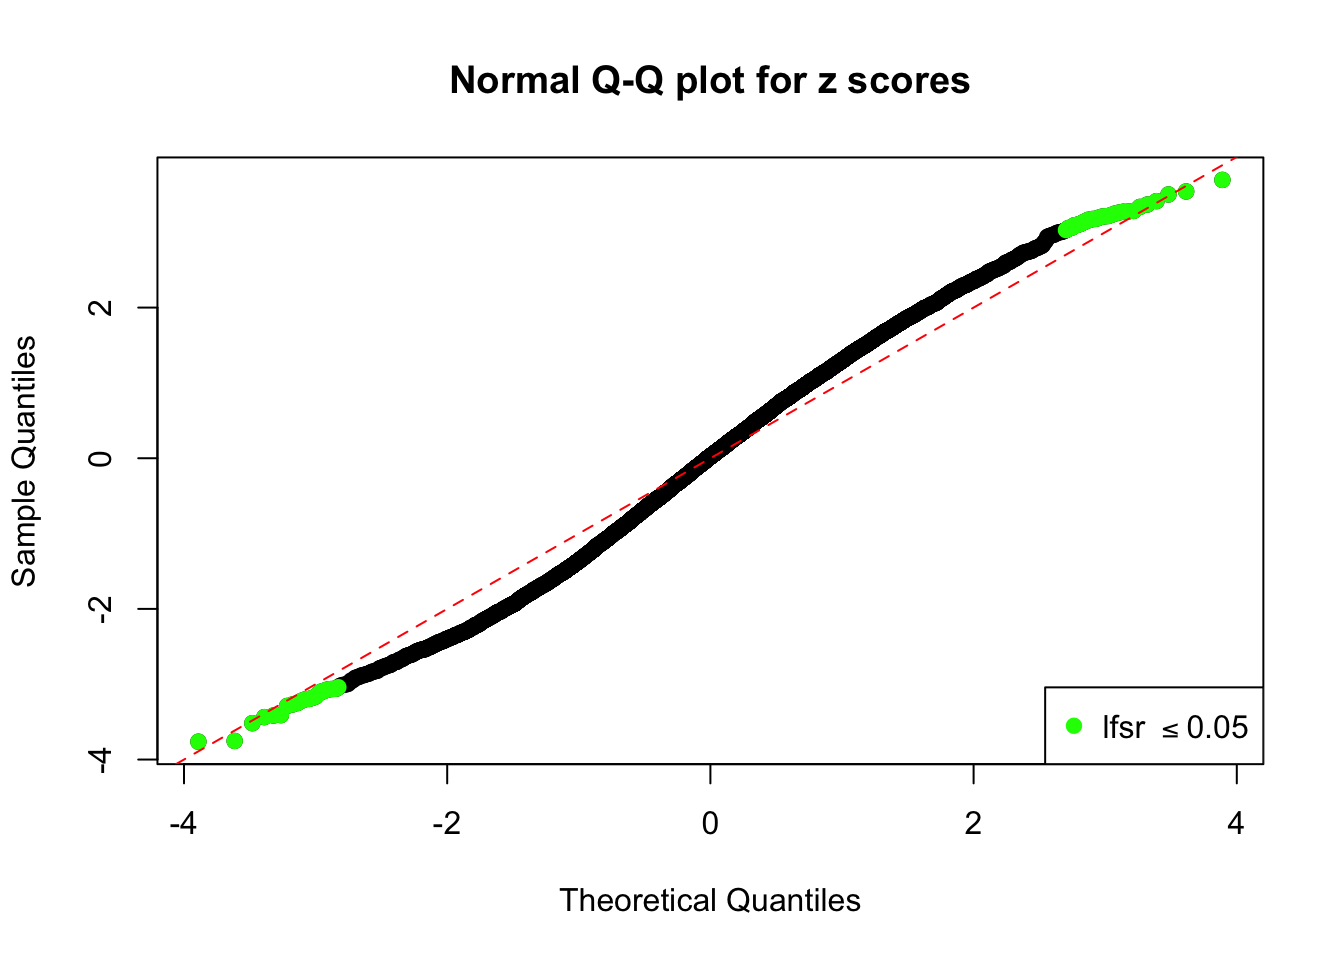 Normal Q-Q plot for z scores
Sample Quantiles
2
0
-2
-4
lfsr ≤ 0.05
-4 -2 0 2 4
Theoretical Quantiles